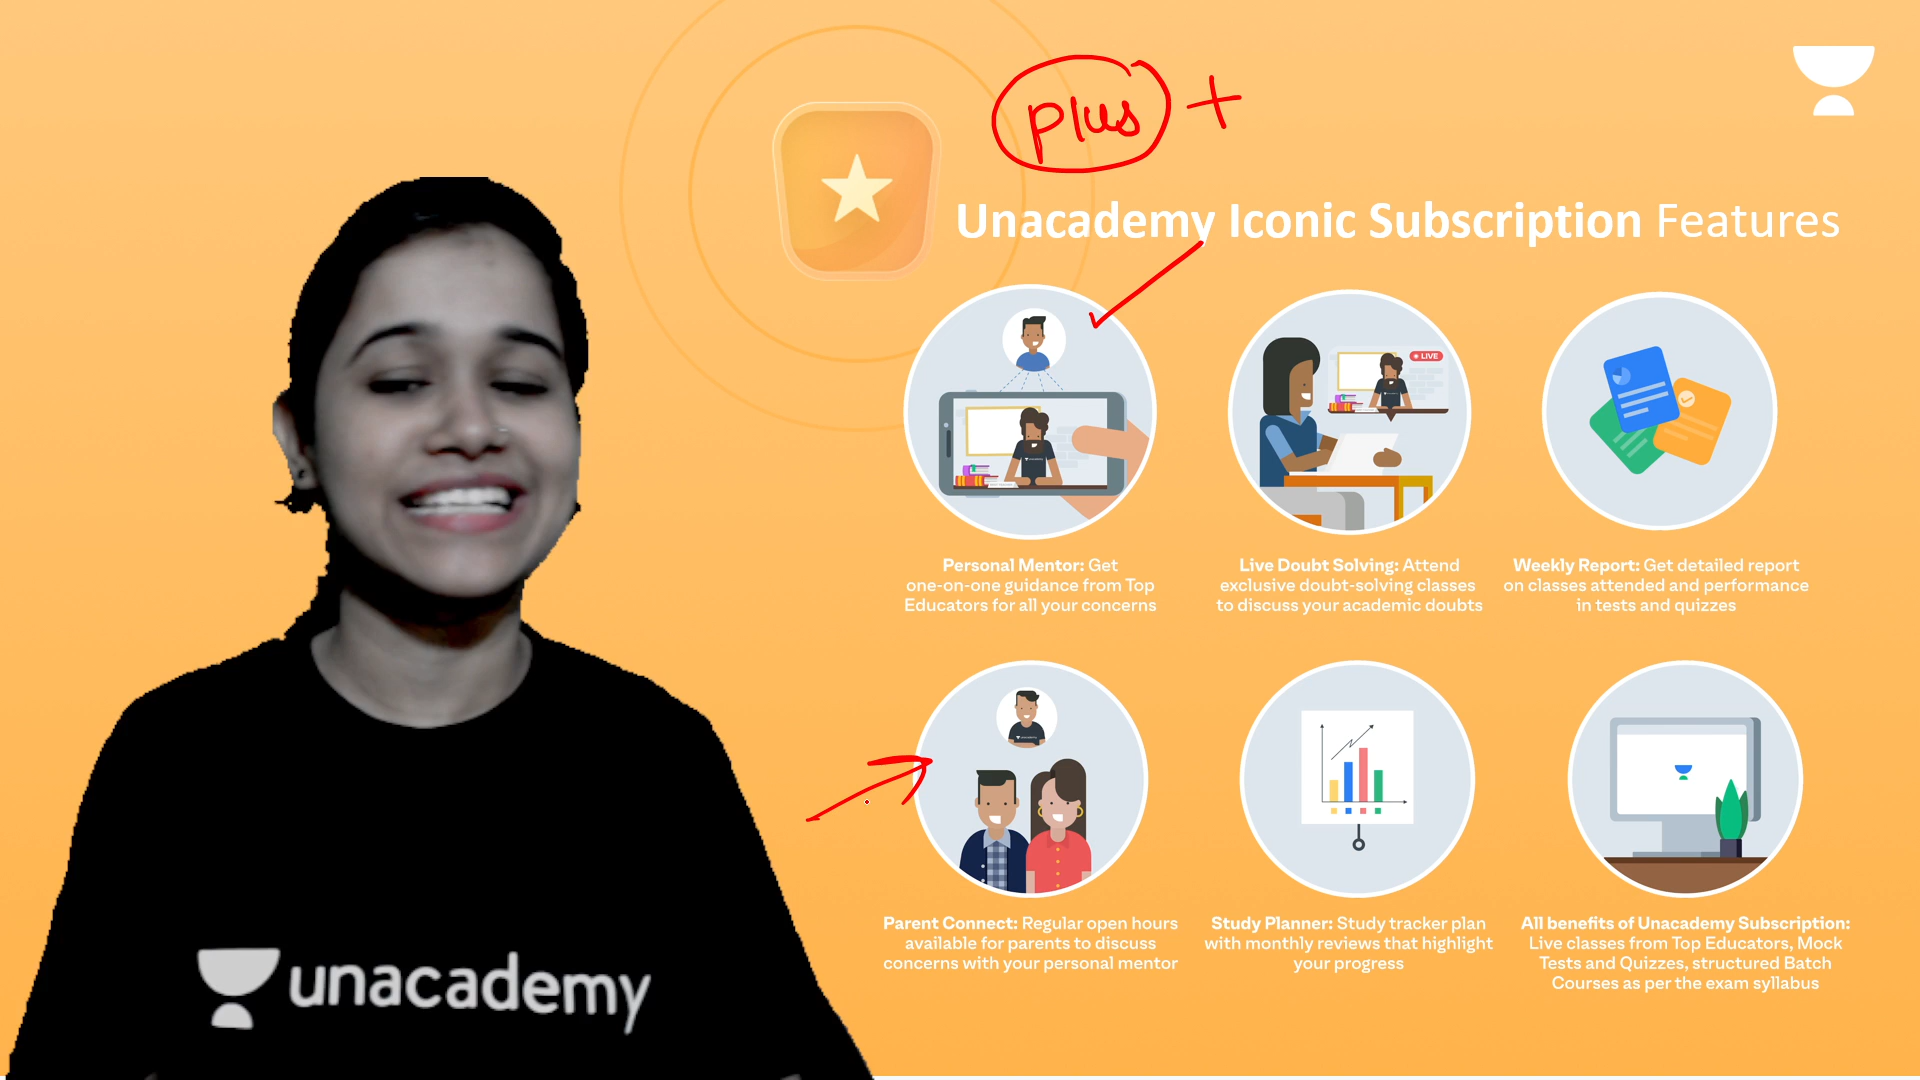 plus +
Unacademy Iconic Subscription Features
LIVE
Personal Mentor: Get
one-on-one guidance from Top
Educators for all your concerns
Live Doubt Solving: Attend
exclusive doubt-solving classes
to discuss your academic doubts
Weekly Report: Get detailed report
on classes attended and performance
in tests and quizzes
Parent Connect: Regular open hours
available for parents to discuss
concerns with your personal mentor
Study Planner: Study tracker plan
with monthly reviews that highlight
your progress
All benefits of Unacademy Subscription:
Live classes from Top Educators, Mock
Tests and Quizzes, structured Batch
Courses as per the exam syllabus
unacademy